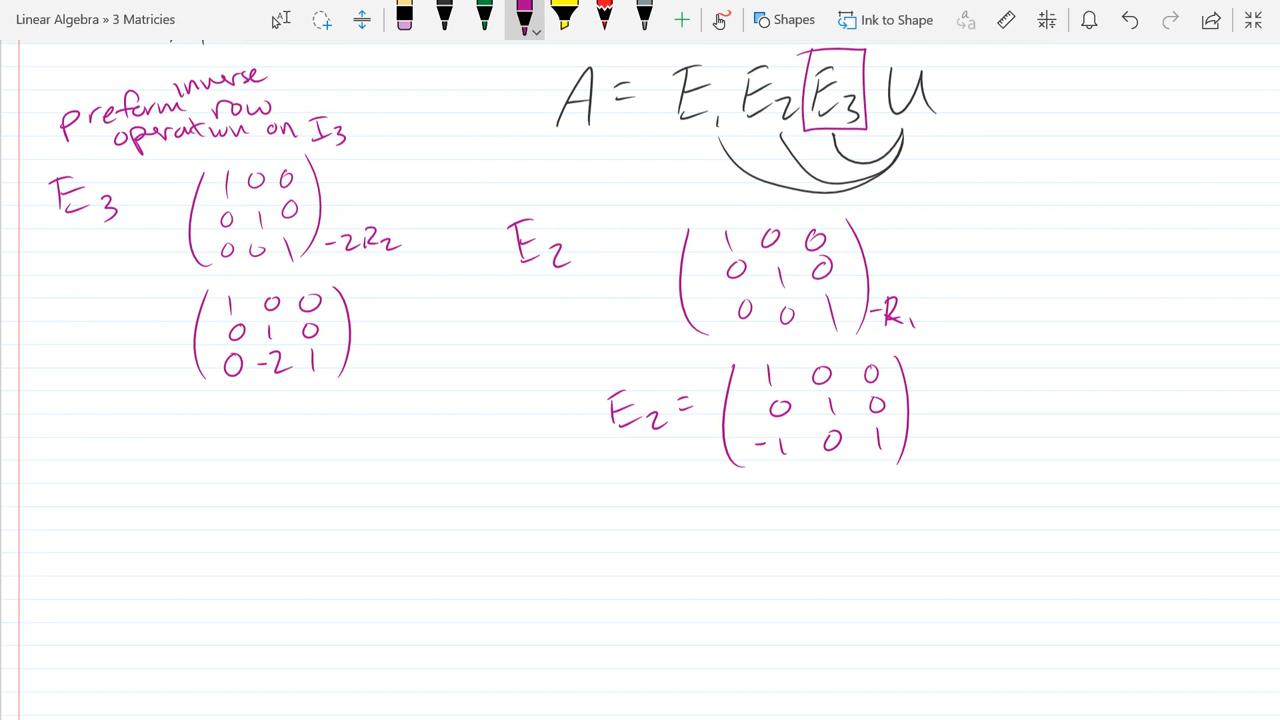 Linear Algebra » 3 Matricies
Shapes
Ink to Shape
inverse
preform row
operation on I3
A = E1 E2 E3 U
E3
1 0 0
0 1 0
0 0 1 -2R2
1 0 0
0 1 0
0 -2 1
E2
1 0 0
0 1 0
0 0 1 -R1
E2 =
1 0 0
0 1 0
-1 0 1